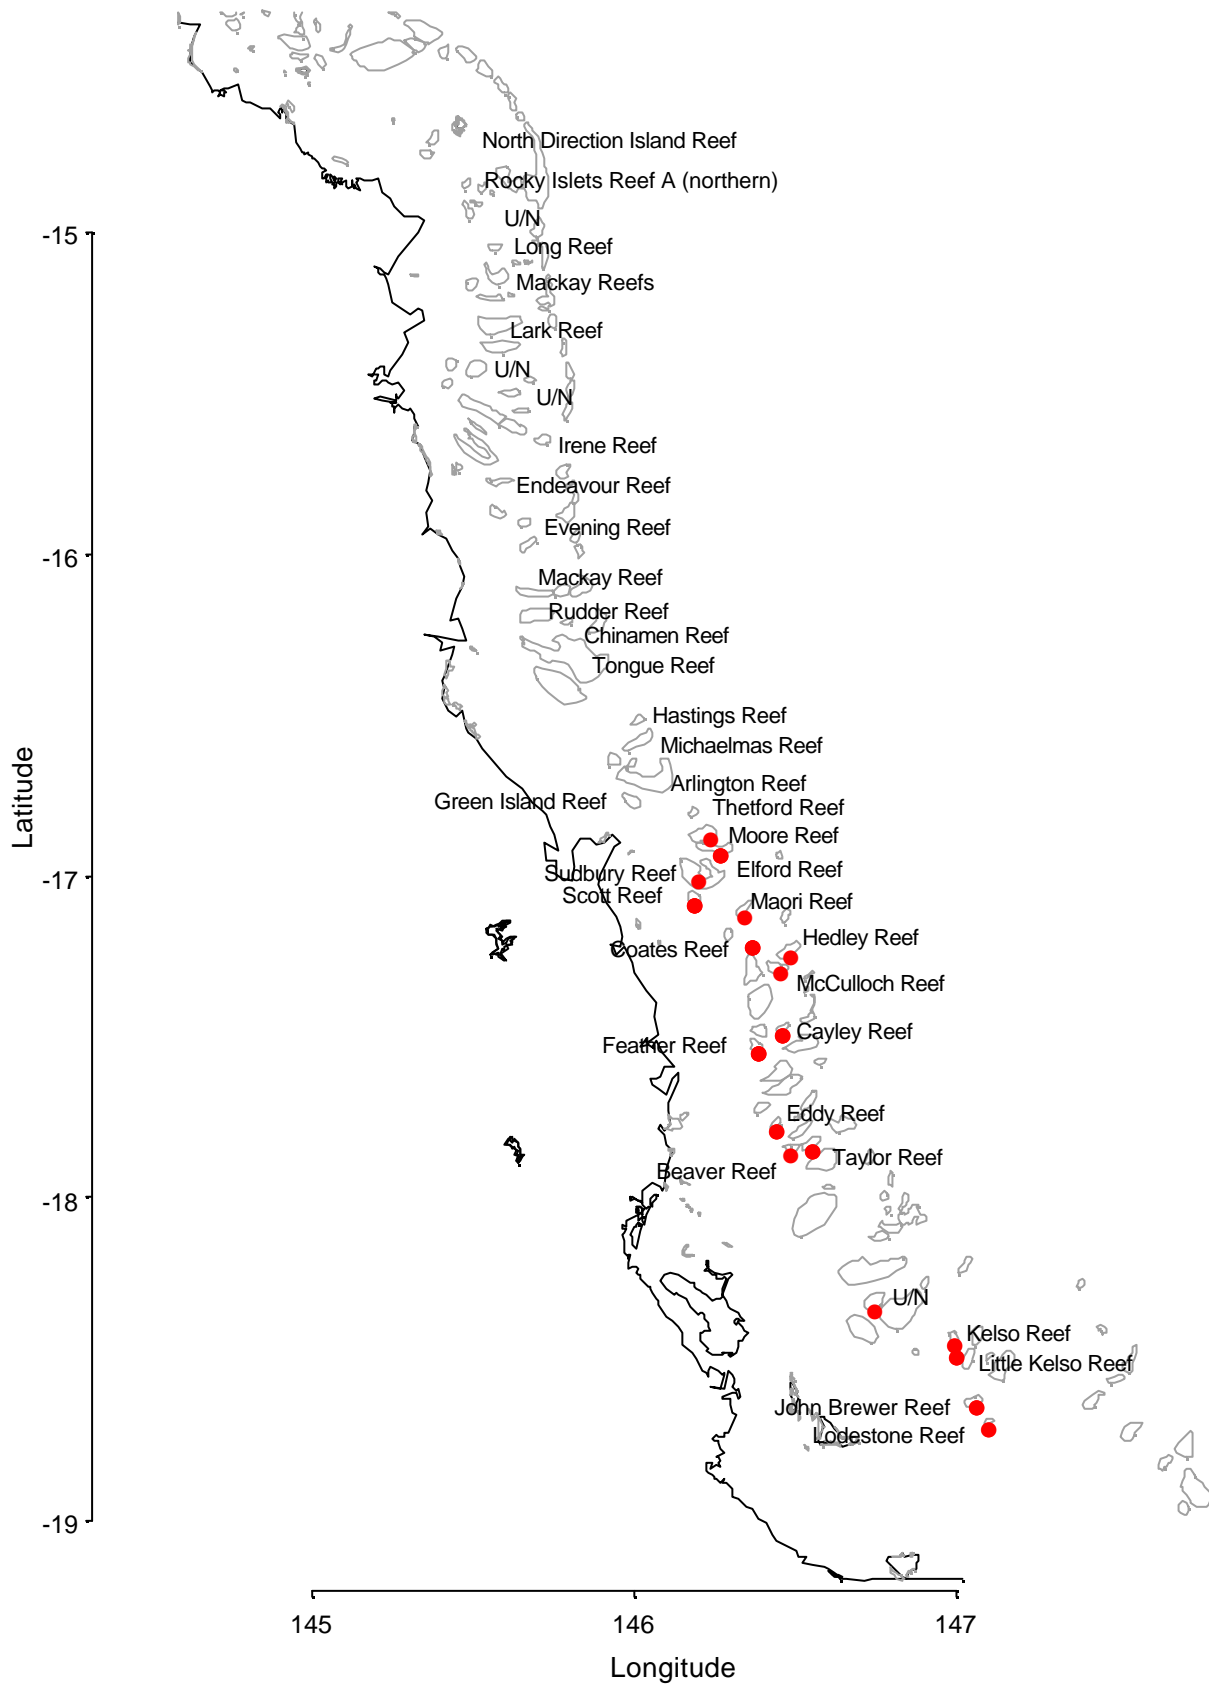 North Direction Island Reef
Rocky Islets Reef A (northern)
U/N
-15
Long Reef
Mackay Reefs
Lark Reef
U/N
U/N
Irene Reef
Endeavour Reef
Evening Reef
-16
Mackay Reef
Rudder Reef
Chinamen Reef
Tongue Reef
Hastings Reef
Michaelmas Reef
Arlington Reef
Green Island Reef
Thetford Reef
Moore Reef
Latitude
Elford Reef
Sudbury Reef
-17
Scott Reef
Maori Reef
Hedley Reef
Coates Reef
McCulloch Reef
Cayley Reef
Feather Reef
Eddy Reef
Taylor Reef
Beaver Reef
-18
U/N
Kelso Reef
Little Kelso Reef
John Brewer Reef
Lodestone Reef
-19
145
146
147
Longitude